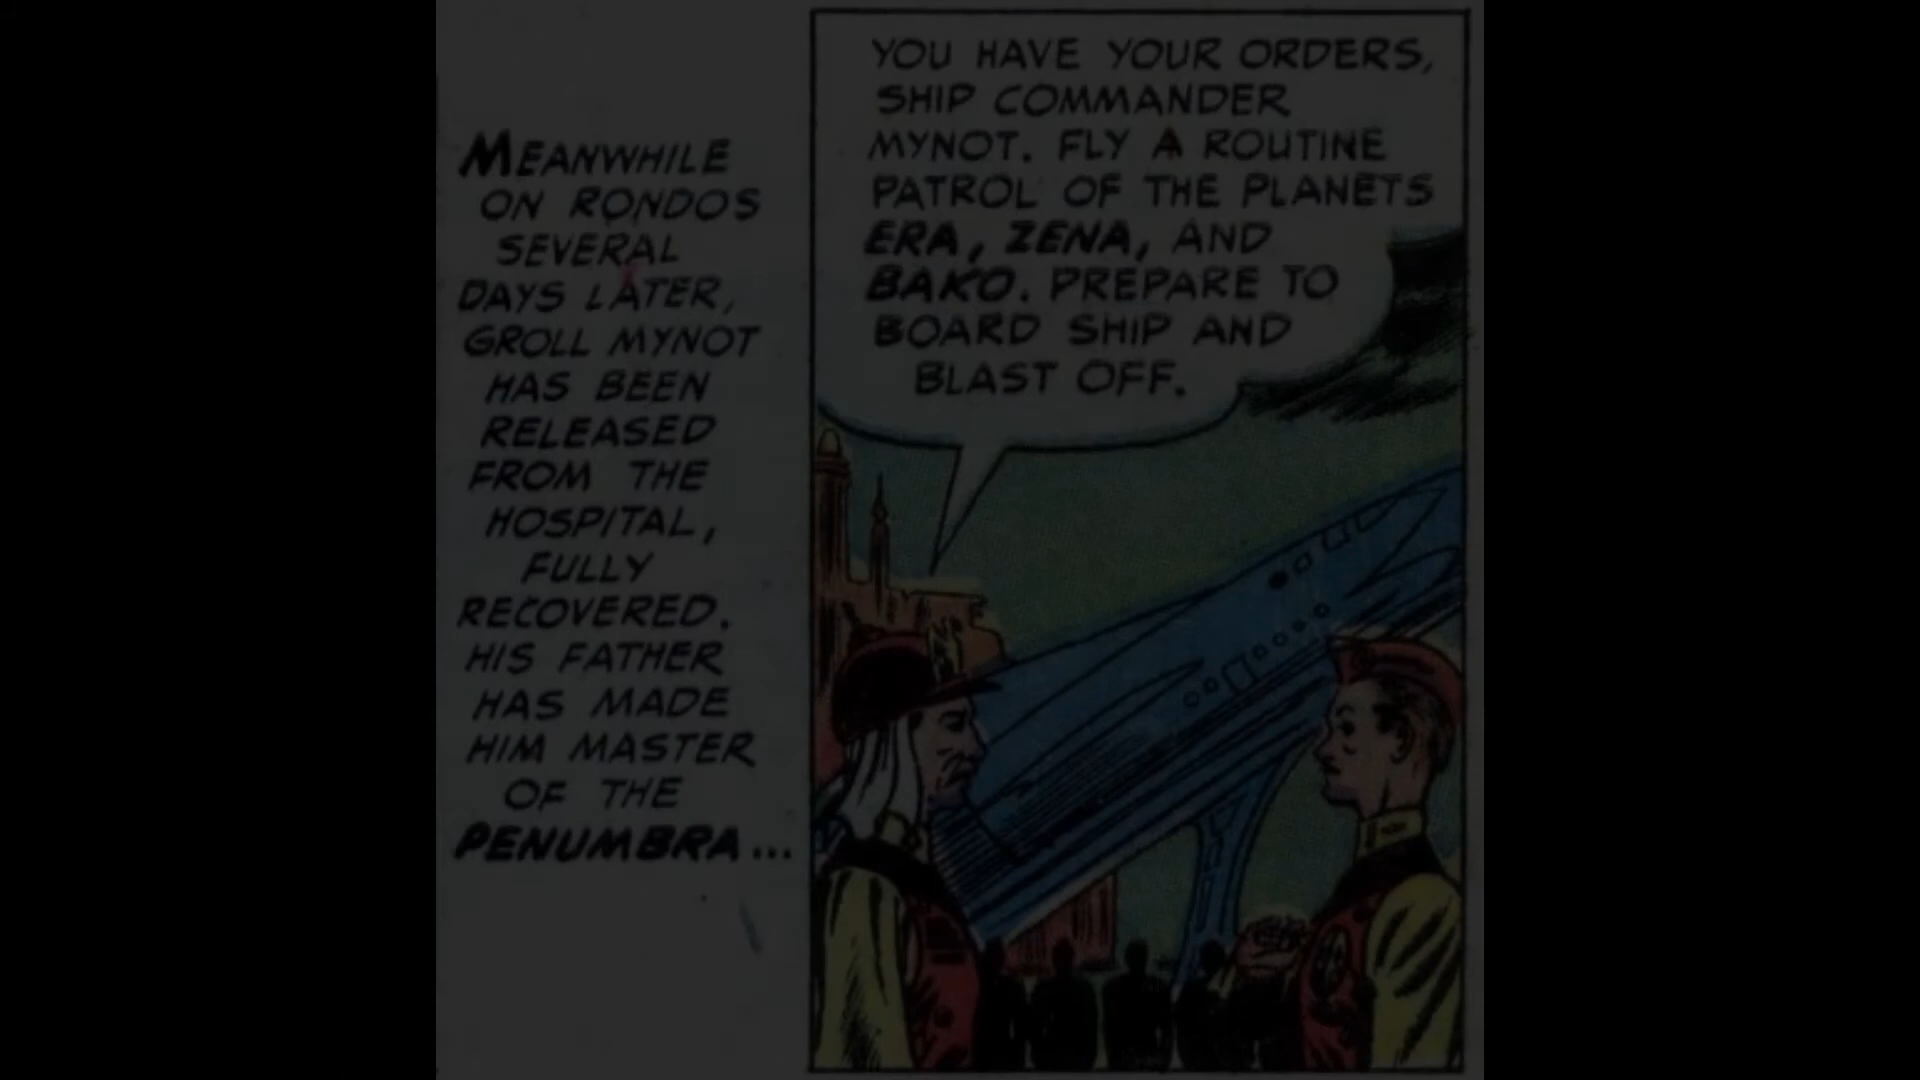 MEANWHILE
ON RONDOS
SEVERAL
DAYS LATER,
GROLL MYNOT
HAS BEEN
RELEASED
FROM THE
HOSPITAL,
FULLY
RECOVERED.
HIS FATHER
HAS MADE
HIM MASTER
OF THE
PENUMBRA...
YOU HAVE YOUR ORDERS,
SHIP COMMANDER
MYNOT. FLY A ROUTINE
PATROL OF THE PLANETS
ERA, ZENA, AND
BAKO. PREPARE TO
BOARD SHIP AND
BLAST OFF.